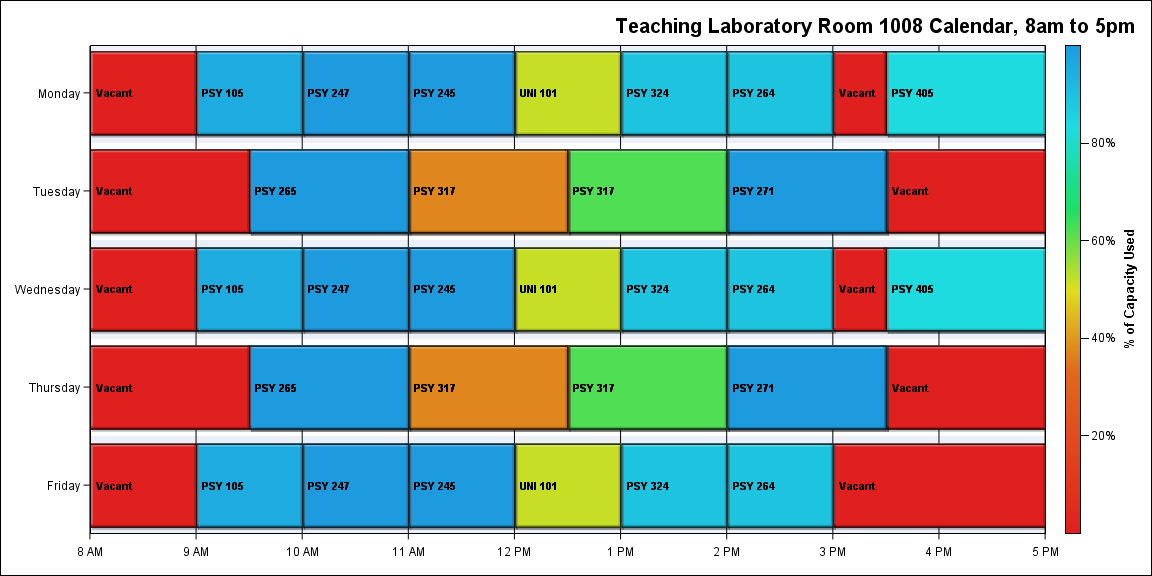 Teaching Laboratory Room 1008 Calendar, 8am to 5pm
Monday
Vacant
PSY 105
PSY 247
PSY 245
UNI 101
PSY 324
PSY 264
Vacant
PSY 405
Tuesday
Vacant
PSY 265
PSY 317
PSY 317
PSY 271
Vacant
Wednesday
Vacant
PSY 105
PSY 247
PSY 245
UNI 101
PSY 324
PSY 264
Vacant
PSY 405
Thursday
Vacant
PSY 265
PSY 317
PSY 317
PSY 271
Vacant
Friday
Vacant
PSY 105
PSY 247
PSY 245
UNI 101
PSY 324
PSY 264
Vacant
8 AM
9 AM
10 AM
11 AM
12 PM
1 PM
2 PM
3 PM
4 PM
5 PM
80%
60%
40%
20%
% of Capacity Used